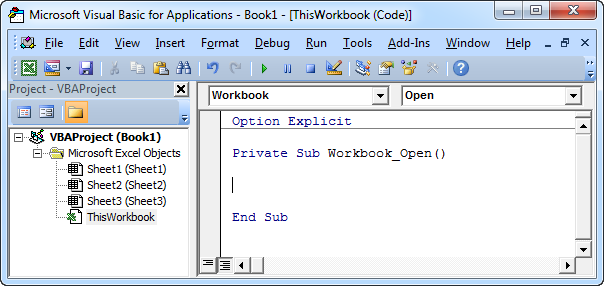 Microsoft Visual Basic for Applications - Book1 - [ThisWorkbook (Code)]
File Edit View Insert Format Debug Run Tools Add-Ins Window Help
Project - VBAProject
VBAProject (Book1)
Microsoft Excel Objects
Sheet1 (Sheet1)
Sheet2 (Sheet2)
Sheet3 (Sheet3)
ThisWorkbook
Workbook Open
Option Explicit
Private Sub Workbook_Open()
End Sub